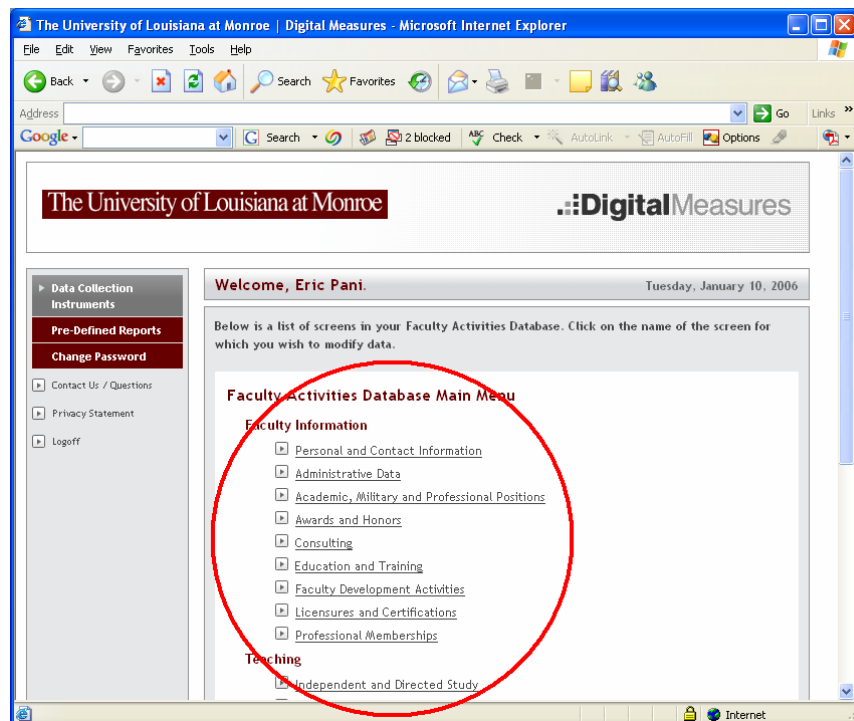 The University of Louisiana at Monroe | Digital Measures - Microsoft Internet Explorer
File Edit View Favorites Tools Help
Back Search Favorites
Address Go Links »
Google Search 2 blocked ABC Check AutoLink AutoFill Options
The University of Louisiana at Monroe .::DigitalMeasures
Data Collection Instruments
Pre-Defined Reports
Change Password
Contact Us / Questions
Privacy Statement
Logoff
Welcome, Eric Pani. Tuesday, January 10, 2006
Below is a list of screens in your Faculty Activities Database. Click on the name of the screen for
which you wish to modify data.
Faculty Activities Database Main Menu
Faculty Information
Personal and Contact Information
Administrative Data
Academic, Military and Professional Positions
Awards and Honors
Consulting
Education and Training
Faculty Development Activities
Licensures and Certifications
Professional Memberships
Teaching
Independent and Directed Study
Internet